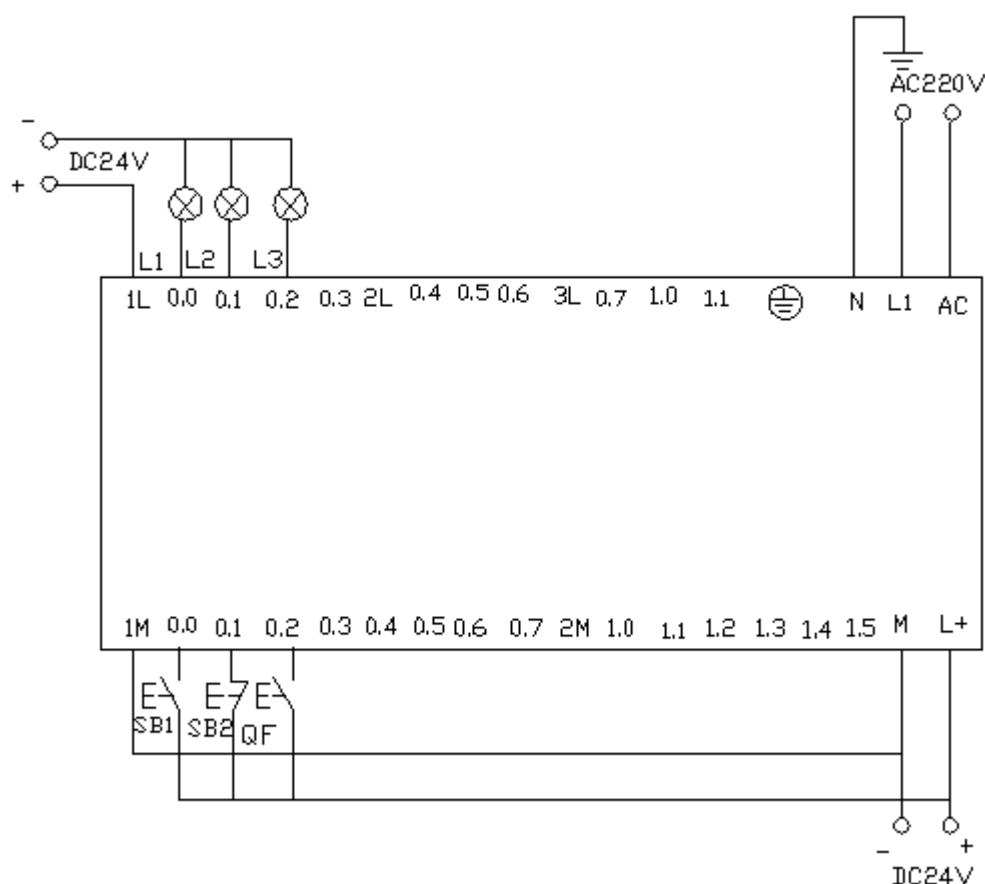 AC220V
-
DC24V
+
L1 L2 L3
1L 0.0 0.1 0.2 0.3 2L 0.4 0.5 0.6 3L 0.7 1.0 1.1 N L1 AC
1M 0.0 0.1 0.2 0.3 0.4 0.5 0.6 0.7 2M 1.0 1.1 1.2 1.3 1.4 1.5 M L+
SB1 SB2 QF
- +
DC24V